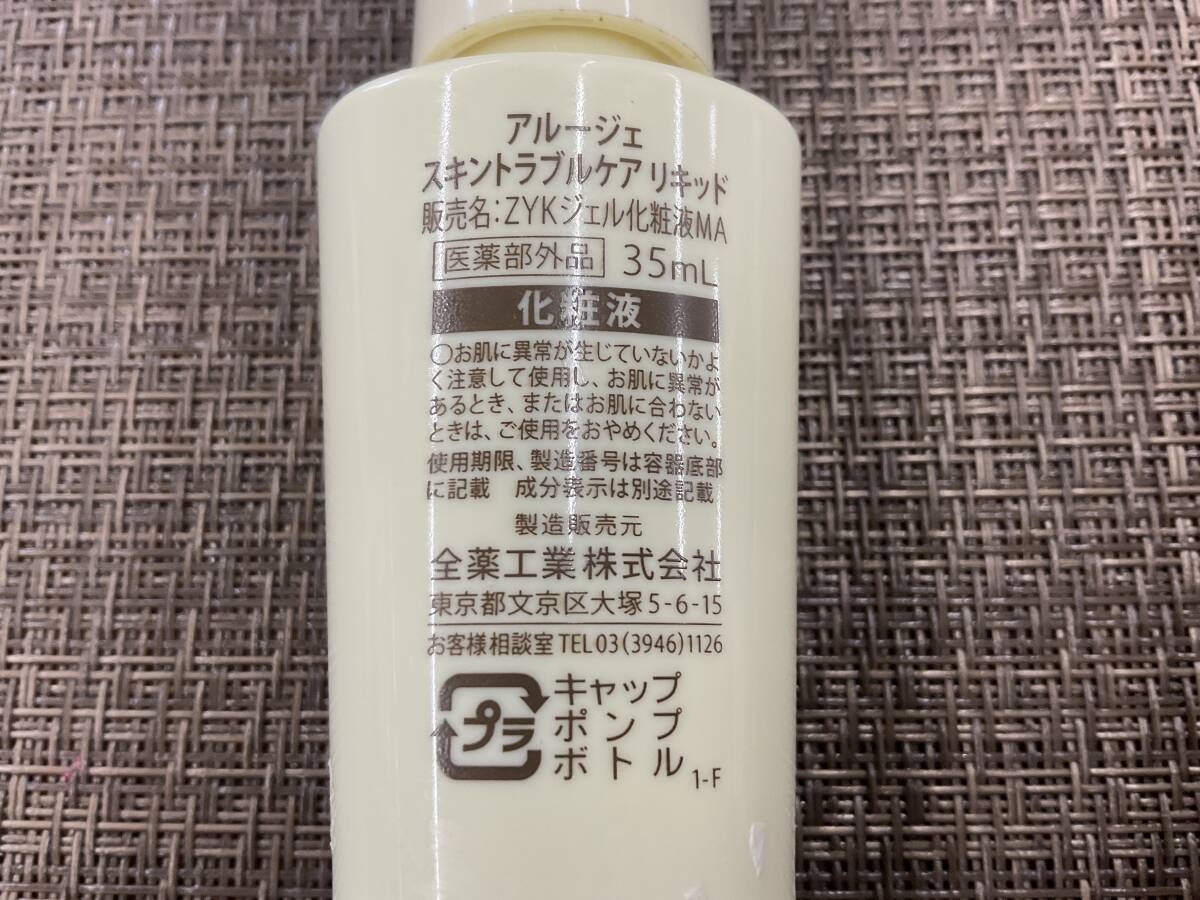 アルージェ
スキントラブルケア リキッド
販売名:ZYKジェル化粧液MA
医薬部外品 35mL
化粧液
○お肌に異常が生じていないかよ
く注意して使用し、お肌に異常が
あるとき、またはお肌に合わない
ときは、ご使用をおやめください。
使用期限、製造番号は容器底部
に記載 成分表示は別途記載
製造販売元
全薬工業株式会社
東京都文京区大塚5-6-15
お客様相談室 TEL 03(3946)1126
プラ
キャップ
ポンプ
ボトル
1-F